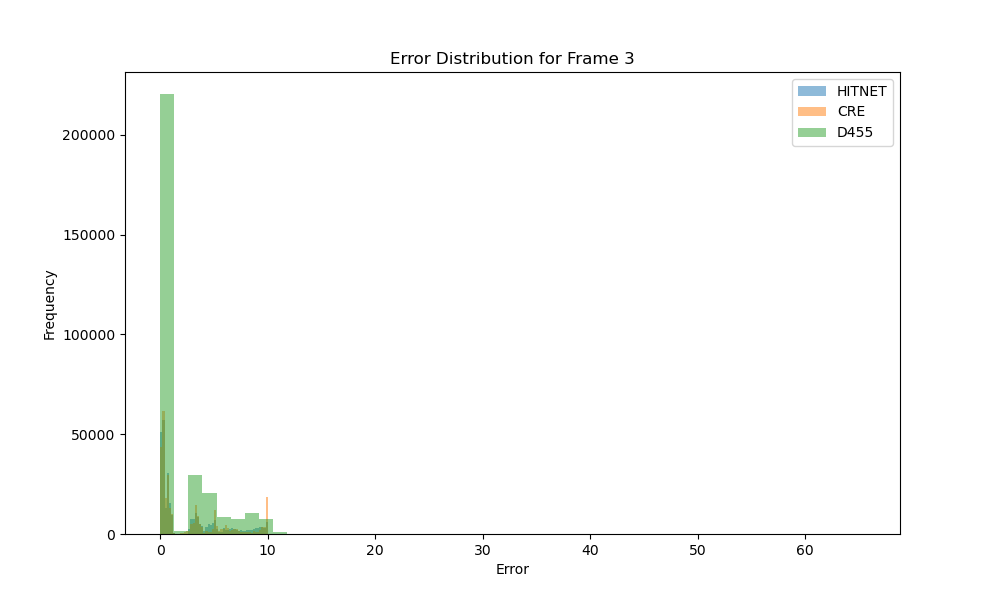 Error Distribution for Frame 3
HITNET
CRE
D455
200000
150000
100000
50000
0
Frequency
0 10 20 30 40 50 60
Error